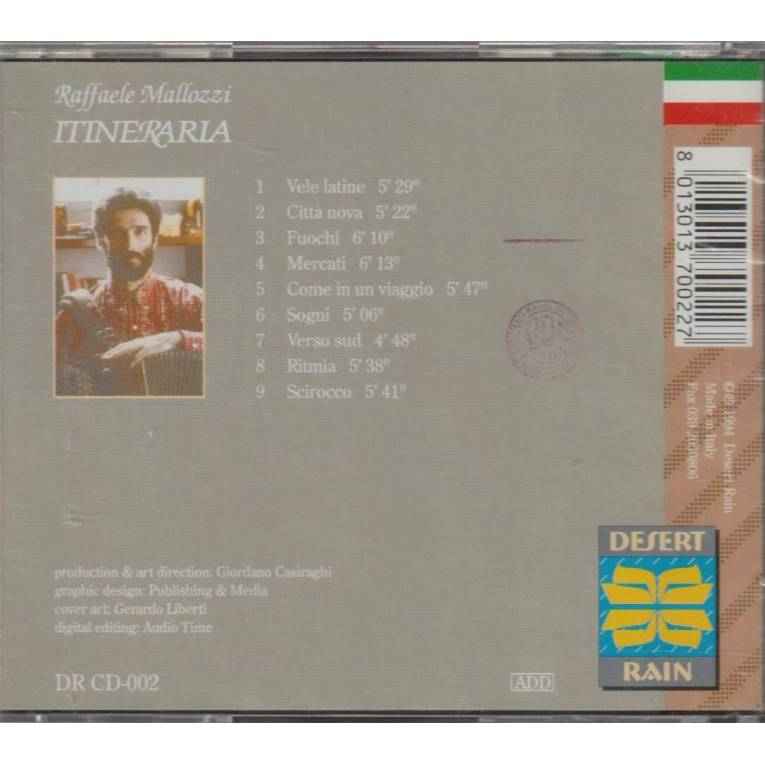 Raffaele Mallozzi
ITINERARIA
1 Vele latine 5' 29"
2 Città nova 5' 22"
3 Fuochi 6' 10"
4 Mercati 6' 13"
5 Come in un viaggio 5' 47"
6 Sogni 5' 06"
7 Verso sud 4' 48"
8 Ritmia 5' 38"
9 Scirocco 5' 41"
production & art direction: Giordano Casiraghi
graphic design: Publishing & Media
cover art: Gerardo Liberti
digital editing: Audio Time
DR CD-002
ADD
8 013013 700227
©& 1994 Desert Rain
Made in Italy
Fax 039
DESERT
RAIN